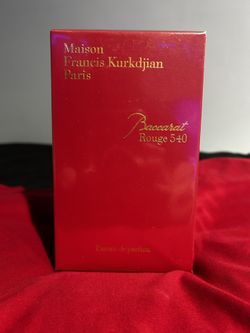 Maison
Francis Kurkdjian
Paris
Baccarat
Rouge 540
Extrait de parfum